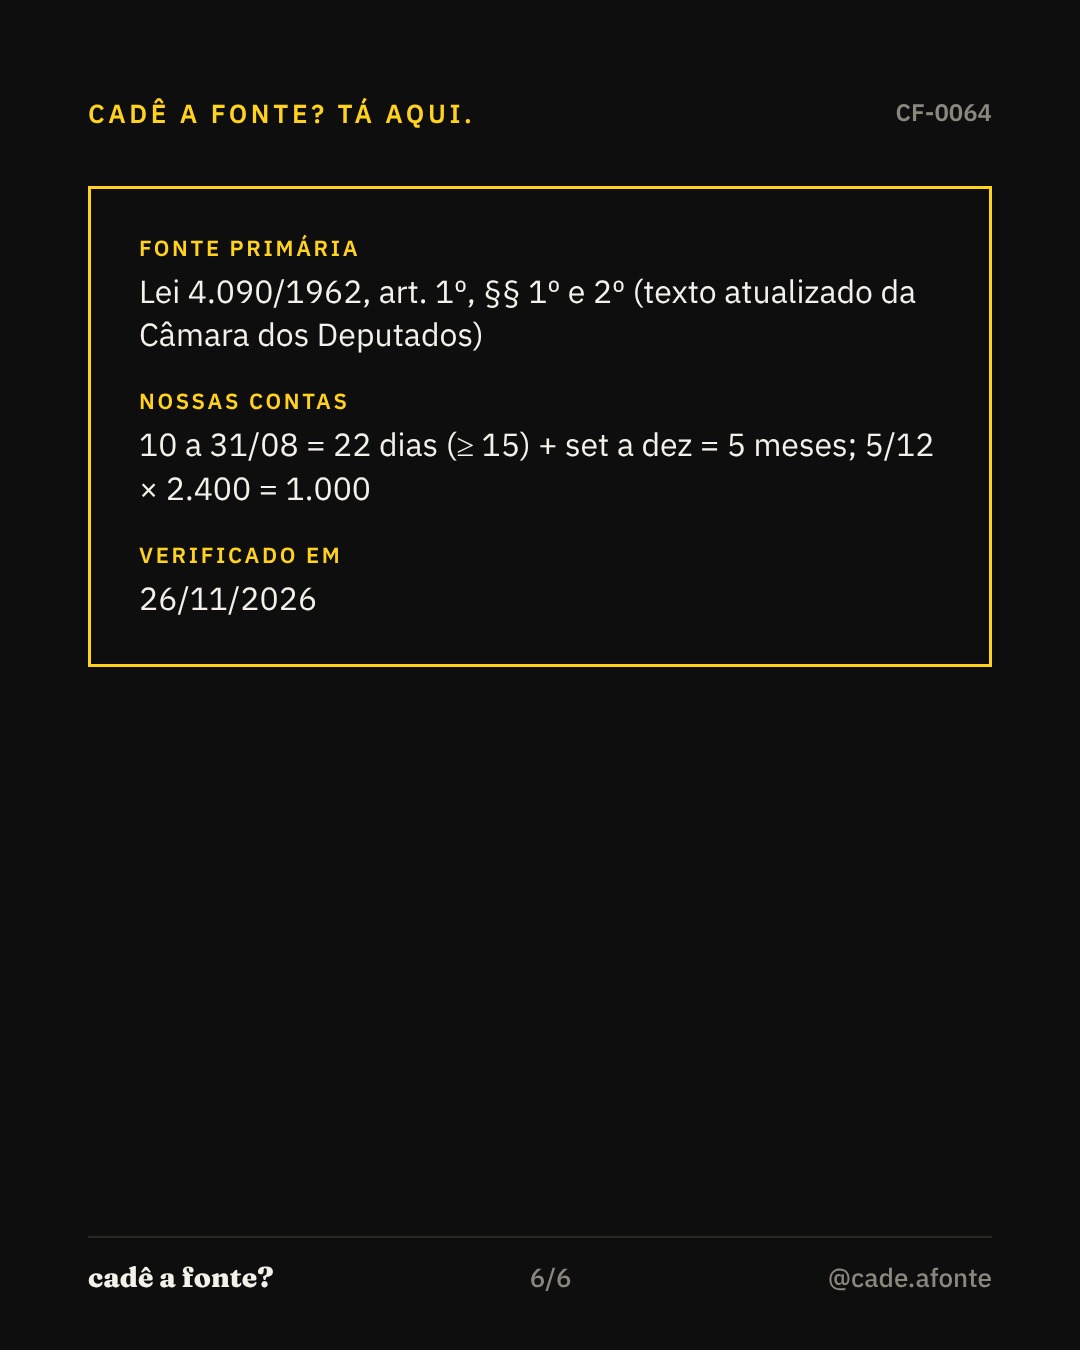 CADÊ A FONTE? TÁ AQUI.
CF-0064
FONTE PRIMÁRIA
Lei 4.090/1962, art. 1º, §§ 1º e 2º (texto atualizado da
Câmara dos Deputados)
NOSSAS CONTAS
10 a 31/08 = 22 dias (≥ 15) + set a dez = 5 meses; 5/12
× 2.400 = 1.000
VERIFICADO EM
26/11/2026
cadê a fonte?
6/6
@cade.afonte